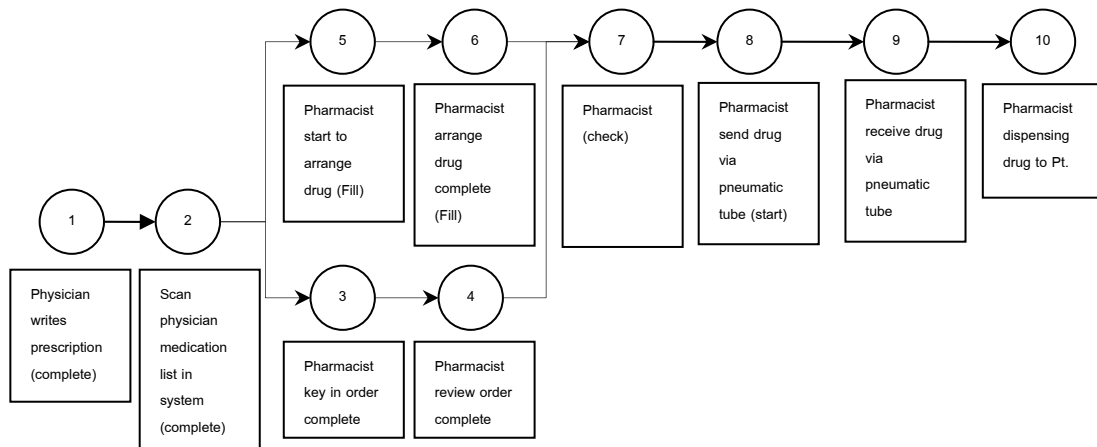 5
6
7
8
9
10
Pharmacist
start to
arrange
drug (Fill)
Pharmacist
arrange
drug
complete
(Fill)
Pharmacist
(check)
Pharmacist
send drug
via
pneumatic
tube (start)
Pharmacist
receive drug
via
pneumatic
tube
Pharmacist
dispensing
drug to Pt.
1
2
Physician
writes
prescription
(complete)
Scan
physician
medication
list in
system
(complete)
3
4
Pharmacist
key in order
complete
Pharmacist
review order
complete